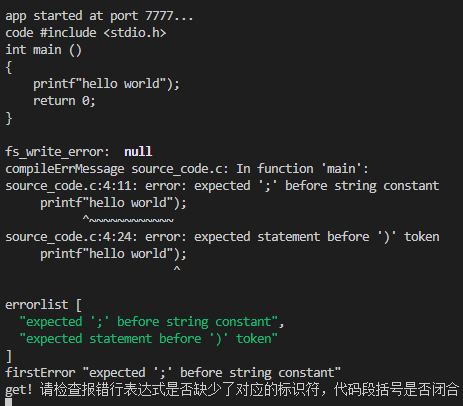 app started at port 7777...
code #include <stdio.h>
int main ()
{
    printf"hello world");
    return 0;
}
fs_write_error:  null
compileErrMessage source_code.c: In function 'main':
source_code.c:4:11: error: expected ';' before string constant
     printf"hello world");
           ^~~~~~~~~~~~~
source_code.c:4:24: error: expected statement before ')' token
     printf"hello world");
                        ^
errorlist [
  "expected ';' before string constant",
  "expected statement before ')' token"
]
firstError "expected ';' before string constant"
get! 请检查报错行表达式是否缺少了对应的标识符，代码段括号是否闭合